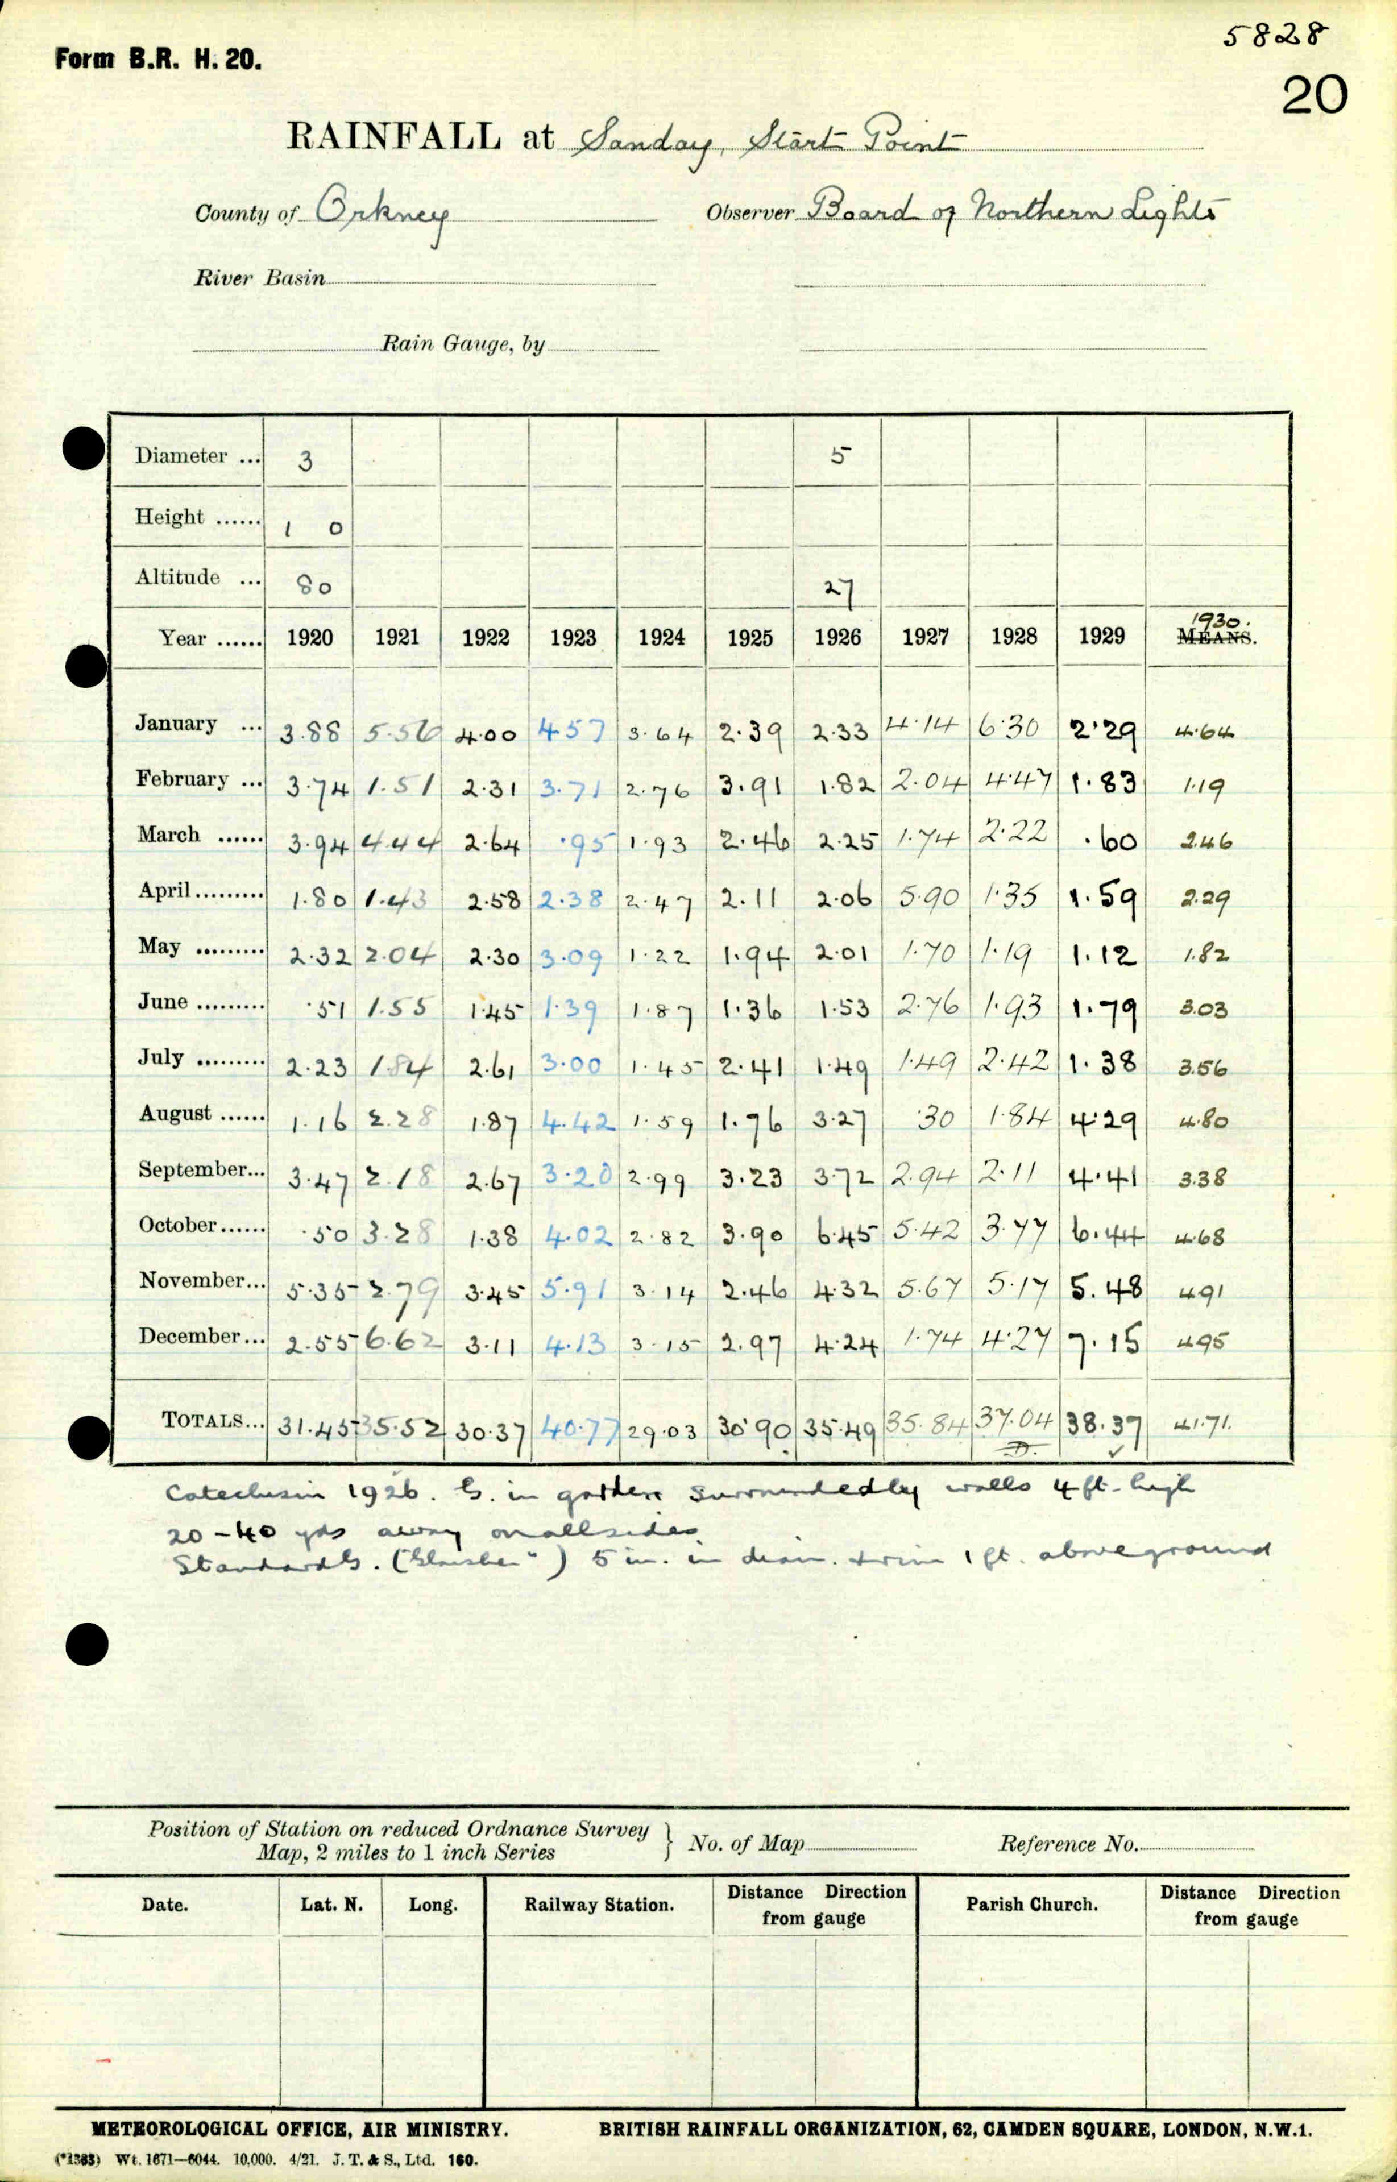 5828
Form B.R. H. 20.
20
RAINFALL at Sanday, Start Point
County of Orkney Observer Board of Northern Lights
River Basin
Rain Gauge, by
Diameter ... 3 5
Height ...... 1 0
Altitude ... 80 27
Year ...... 1920 1921 1922 1923 1924 1925 1926 1927 1928 1929 1930. MEANS.
January ... 3.88 5.56 4.00 4.57 3.64 2.39 2.33 4.14 6.30 2.29 4.64
February ... 3.74 1.51 2.31 3.71 2.76 3.91 1.82 2.04 4.47 1.83 1.19
March ...... 3.94 4.44 2.64 .95 1.93 2.46 2.25 1.74 2.22 .60 2.46
April ......... 1.80 1.43 2.58 2.38 2.47 2.11 2.06 5.90 1.35 1.59 2.29
May ......... 2.32 2.04 2.30 3.09 1.22 1.94 2.01 1.70 1.19 1.12 1.82
June ......... .51 1.55 1.45 1.39 1.87 1.36 1.53 2.76 1.93 1.79 3.03
July ......... 2.23 1.84 2.61 3.00 1.45 2.41 1.49 1.49 2.42 1.38 3.56
August ...... 1.16 2.28 1.87 4.42 1.59 1.76 3.27 .30 1.84 4.29 4.80
September... 3.47 2.18 2.67 3.20 2.99 3.23 3.72 2.94 2.11 4.41 3.38
October ...... .50 3.28 1.38 4.02 2.82 3.90 6.45 5.42 3.77 6.44 4.68
November... 5.35 2.79 3.45 5.91 3.14 2.46 4.32 5.67 5.17 5.48 4.91
December... 2.55 6.62 3.11 4.13 3.15 2.97 4.24 1.74 4.27 7.15 4.95
TOTALS... 31.45 35.52 30.37 40.77 29.03 30.90 35.49 35.84 37.04 38.37 41.71.
D.
1926. G. in garden surrounded by walls 4 ft. high
20-40 yds away on all sides
Standard G. ("Glaisher") 5 in. in diam. & rim 1 ft. above ground
Position of Station on reduced Ordnance Survey
Map, 2 miles to 1 inch Series } No. of Map Reference No.
Date. Lat. N. Long. Railway Station. Distance Direction from gauge Parish Church. Distance Direction from gauge
METEOROLOGICAL OFFICE, AIR MINISTRY. BRITISH RAINFALL ORGANIZATION, 62, CAMDEN SQUARE, LONDON, N.W.1.
(*1383) Wt. 1671—6044. 10,000. 4/21. J. T. & S., Ltd. 160.